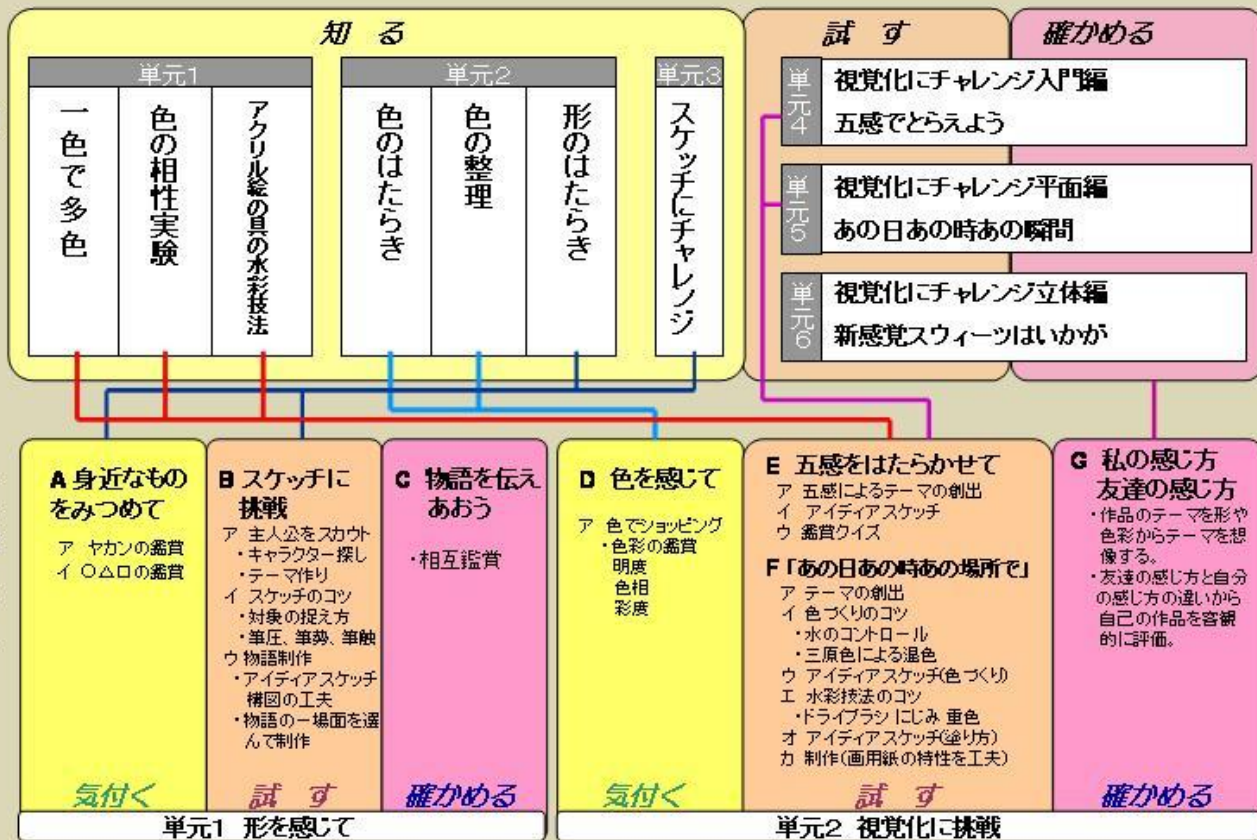 知 る
単元1
一色で多色
色の相性実験
アクリル絵の具の水彩技法
単元2
色のはたらき
色の整理
形のはたらき
単元3
スケッチにチャレンジ
試 す
確かめる
単元4
視覚化にチャレンジ入門編
五感でとらえよう
単元5
視覚化にチャレンジ平面編
あの日あの時あの瞬間
単元6
視覚化にチャレンジ立体編
新感覚スウィーツはいかが
A 身近なもの
をみつめて
ア ヤカンの鑑賞
イ ○△□の鑑賞
気付く
B スケッチに
挑戦
ア 主人公をスカウト
・キャラクター探し
・テーマ作り
イ スケッチのコツ
・対象の捉え方
・筆圧、筆勢、筆触
ウ 物語制作
・アイディアスケッチ
構図の工夫
・物語の一場面を選
んで制作
試 す
C 物語を伝え
あおう
・相互鑑賞
確かめる
単元1 形を感じて
D 色を感じて
ア 色でショッピング
・色彩の鑑賞
明度
色相
彩度
気付く
E 五感をはたらかせて
ア 五感によるテーマの創出
イ アイディアスケッチ
ウ 鑑賞クイズ
F「あの日あの時あの場所で」
ア テーマの創出
イ 色づくりのコツ
・水のコントロール
・三原色による混色
ウ アイディアスケッチ(色づくり)
エ 水彩技法のコツ
・ドライブラシ にじみ 重色
オ アイディアスケッチ(塗り方)
カ 制作(画用紙の特性を工夫)
試 す
G 私の感じ方
友達の感じ方
・作品のテーマを形や
色彩からテーマを想
像する。
・友達の感じ方と自分
の感じ方の違いから
自己の作品を客観
的に評価。
確かめる
単元2 視覚化に挑戦